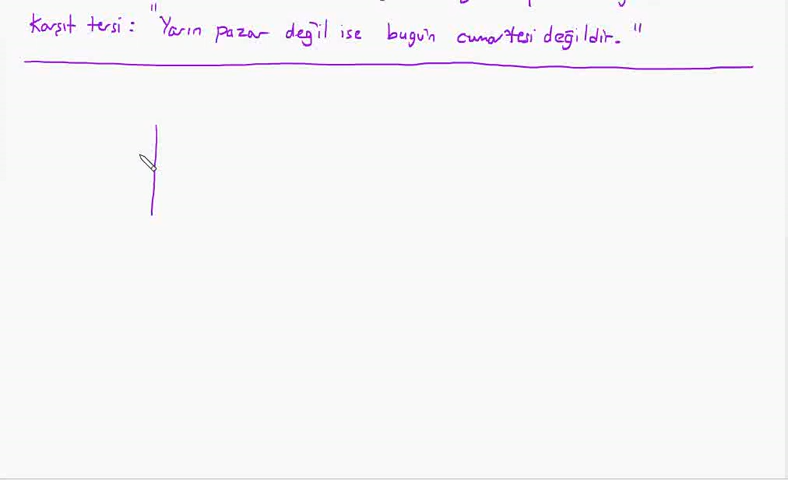 Karşıt tersi : "Yarın pazar değil ise bugün cumartesi değildir. "